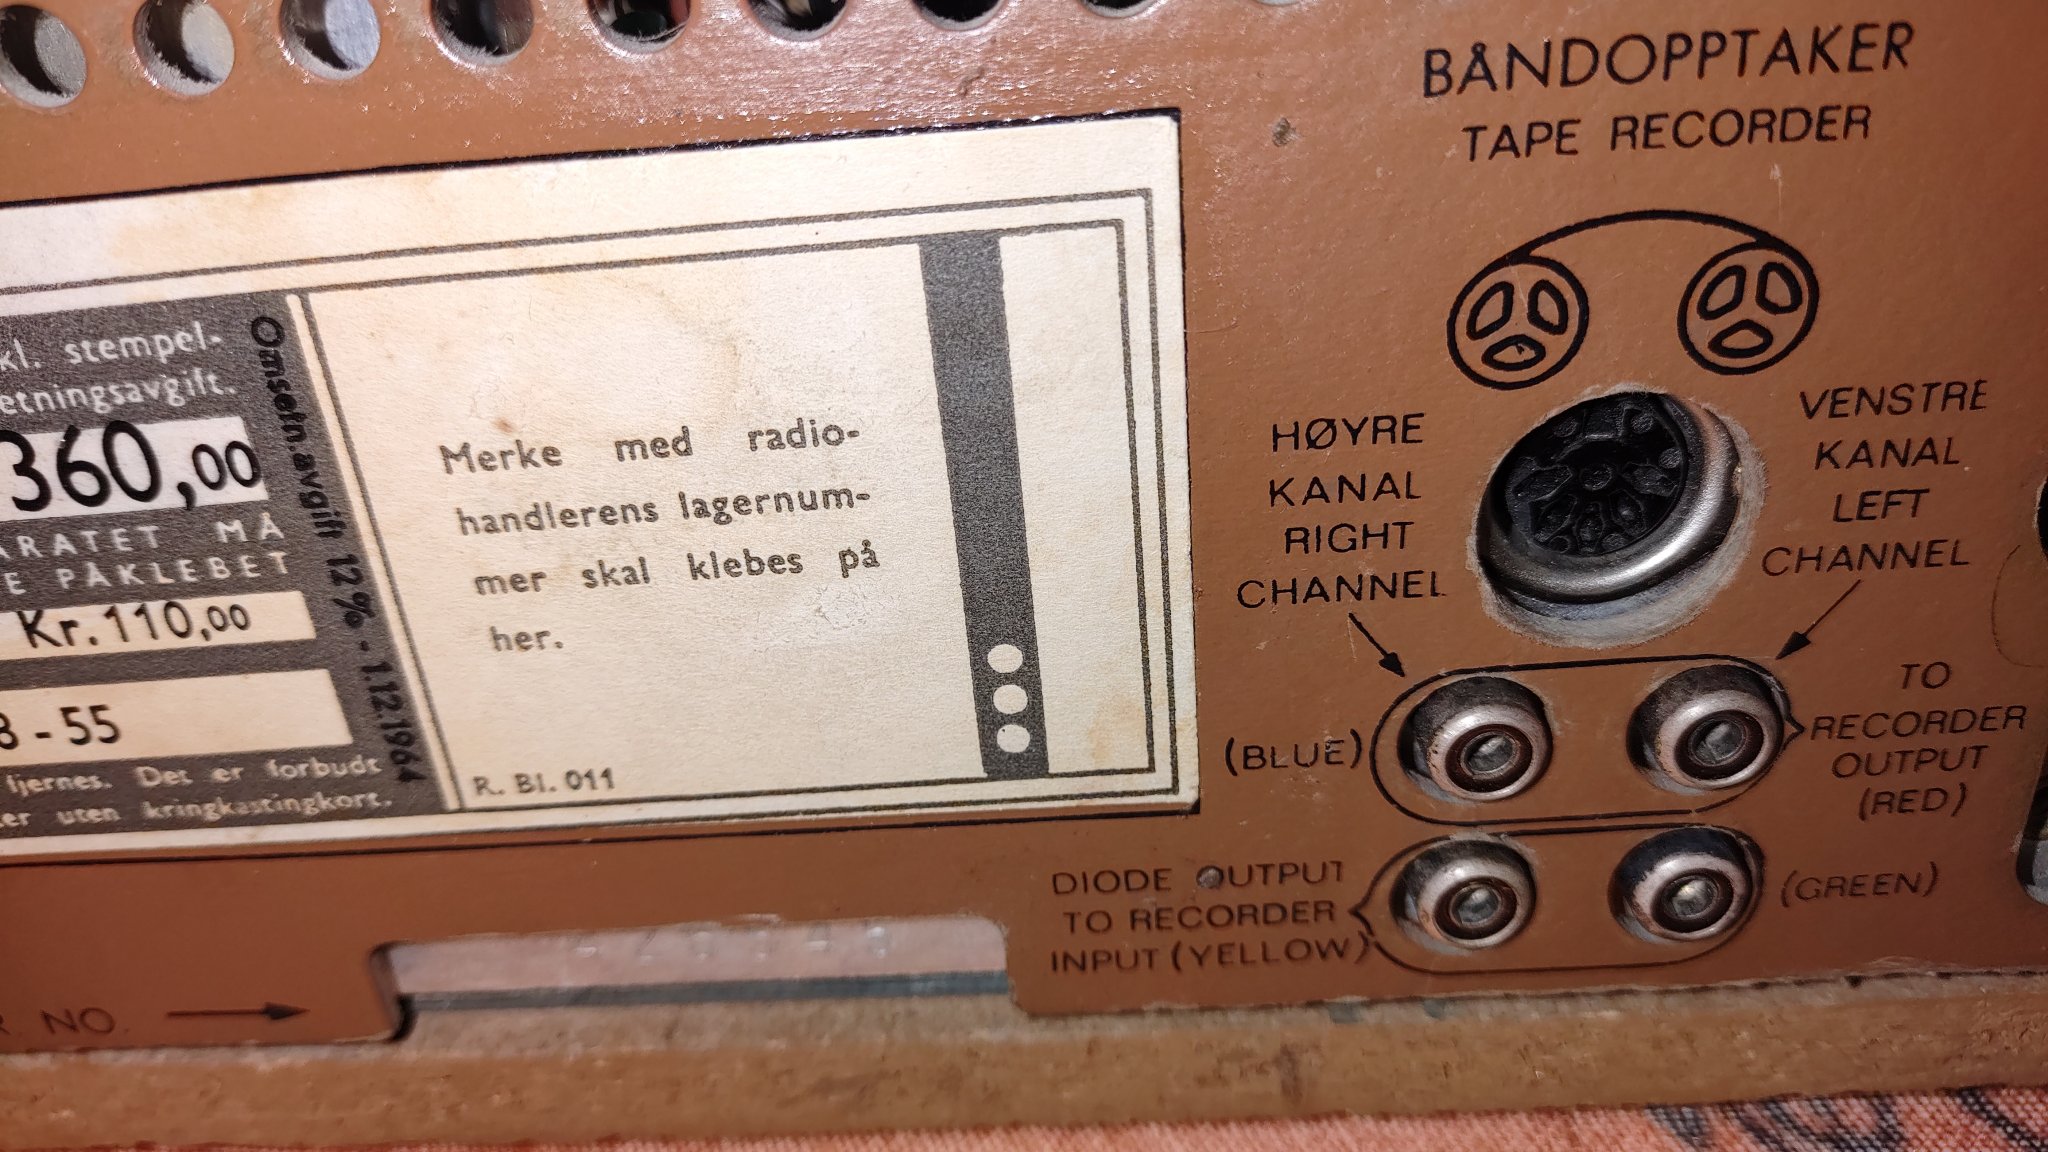 BÅNDOPPTAKER
TAPE RECORDER
kl. stempel-
etningsavgift.
360,00
ARATET MÅ
E PÅKLEBET
Kr. 110,00
8 - 55
fjernes. Det er forbudt
er uten kringkastingkort.
Omsetn.avgift 12% - 1.12.1964
Merke med radio-
handlerens lagernum-
mer skal klebes på
her.
R. Bl. 011
HØYRE
KANAL
RIGHT
CHANNEL
VENSTRE
KANAL
LEFT
CHANNEL
(BLUE)
TO
RECORDER
OUTPUT
(RED)
DIODE OUTPUT
TO RECORDER
INPUT (YELLOW)
(GREEN)
NO.